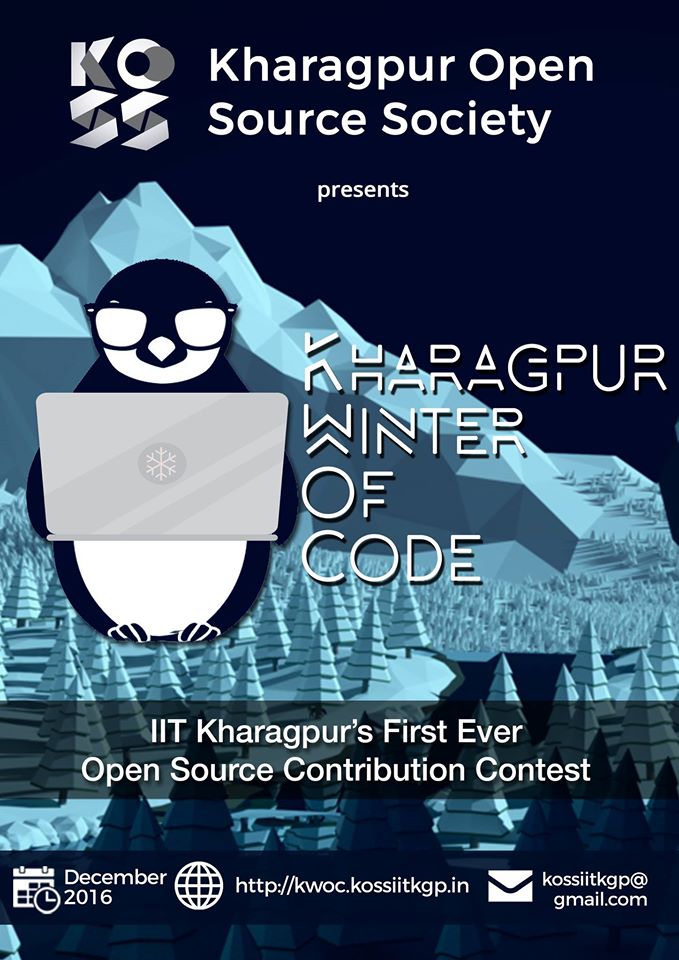 KO
SS
Kharagpur Open
Source Society
presents
KHARAGPUR
WINTER
OF
CODE
IIT Kharagpur's First Ever
Open Source Contribution Contest
December
2016
http://kwoc.kossiitkgp.in
kossiitkgp@
gmail.com